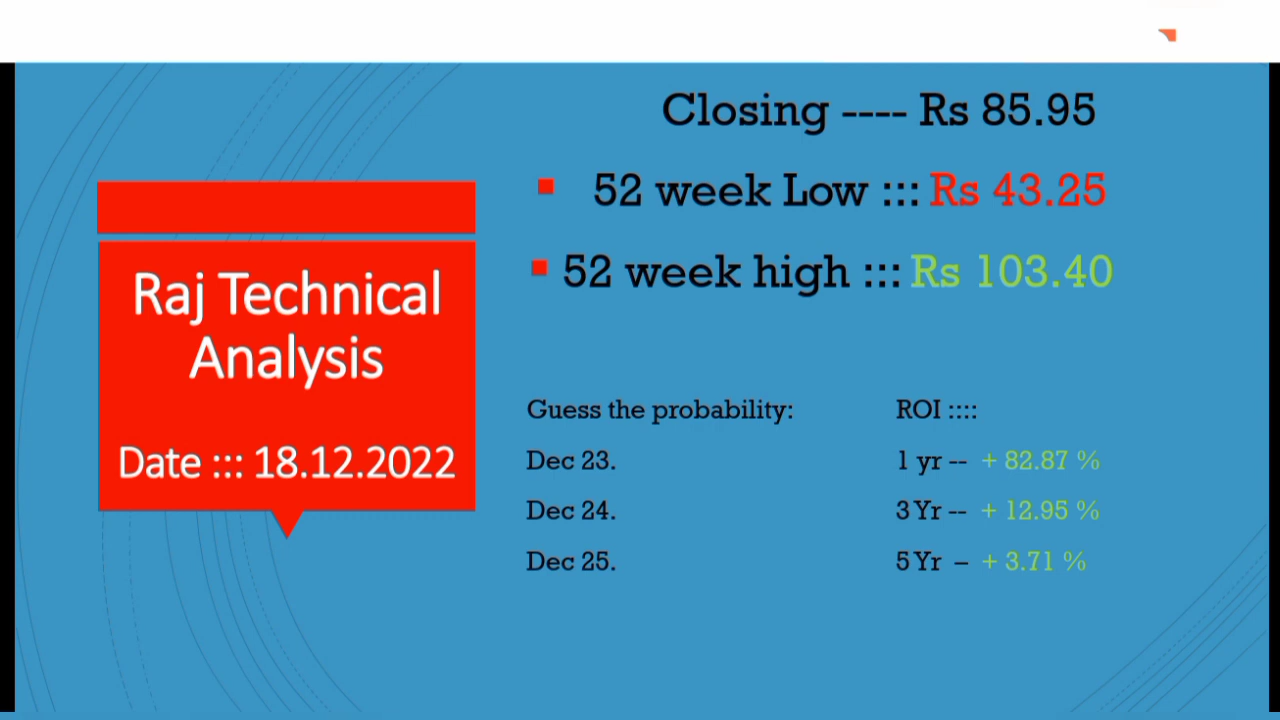 Closing ---- Rs 85.95
52 week Low ::: Rs 43.25
52 week high ::: Rs 103.40
Raj Technical
Analysis
Date ::: 18.12.2022
Guess the probability:
Dec 23.
Dec 24.
Dec 25.
ROI ::::
1 yr -- + 82.87 %
3 Yr -- + 12.95 %
5 Yr – + 3.71 %